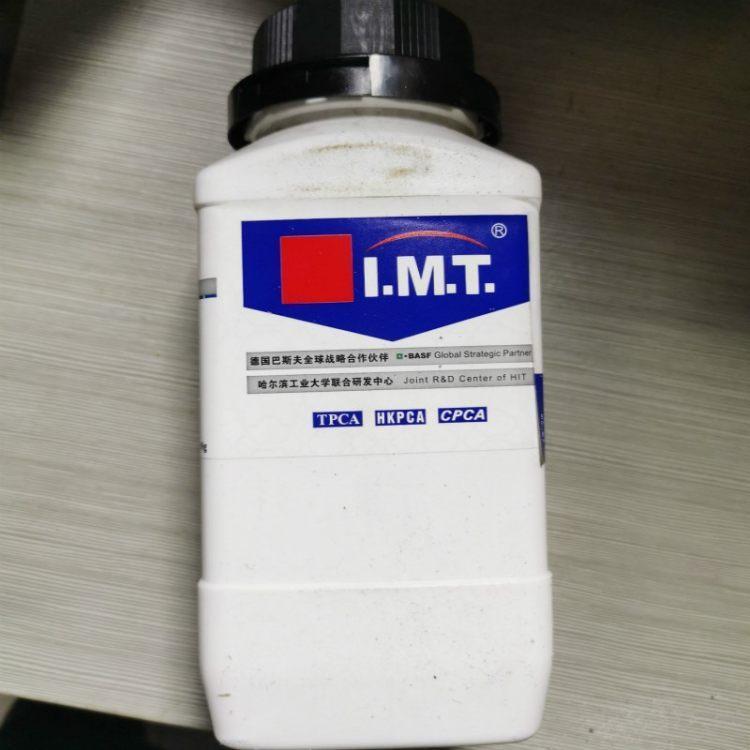 I.M.T.®
德国巴斯夫全球战略合作伙伴 BASF Global Strategic Partner
哈尔滨工业大学联合研发中心 Joint R&D Center of HIT
TPCA HKPCA CPCA